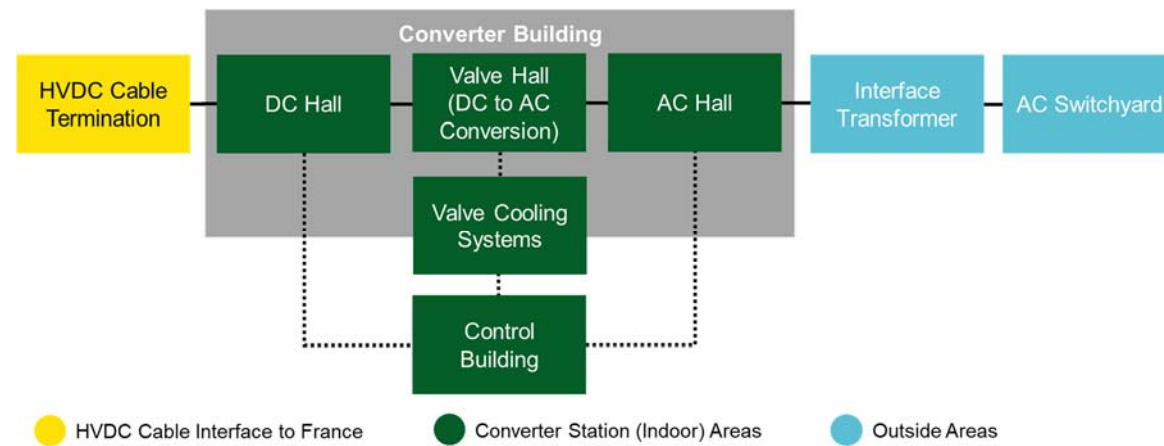 Converter Building
HVDC Cable
Termination
DC Hall
Valve Hall
(DC to AC
Conversion)
AC Hall
Interface
Transformer
AC Switchyard
Valve Cooling
Systems
Control
Building
HVDC Cable Interface to France
Converter Station (Indoor) Areas
Outside Areas